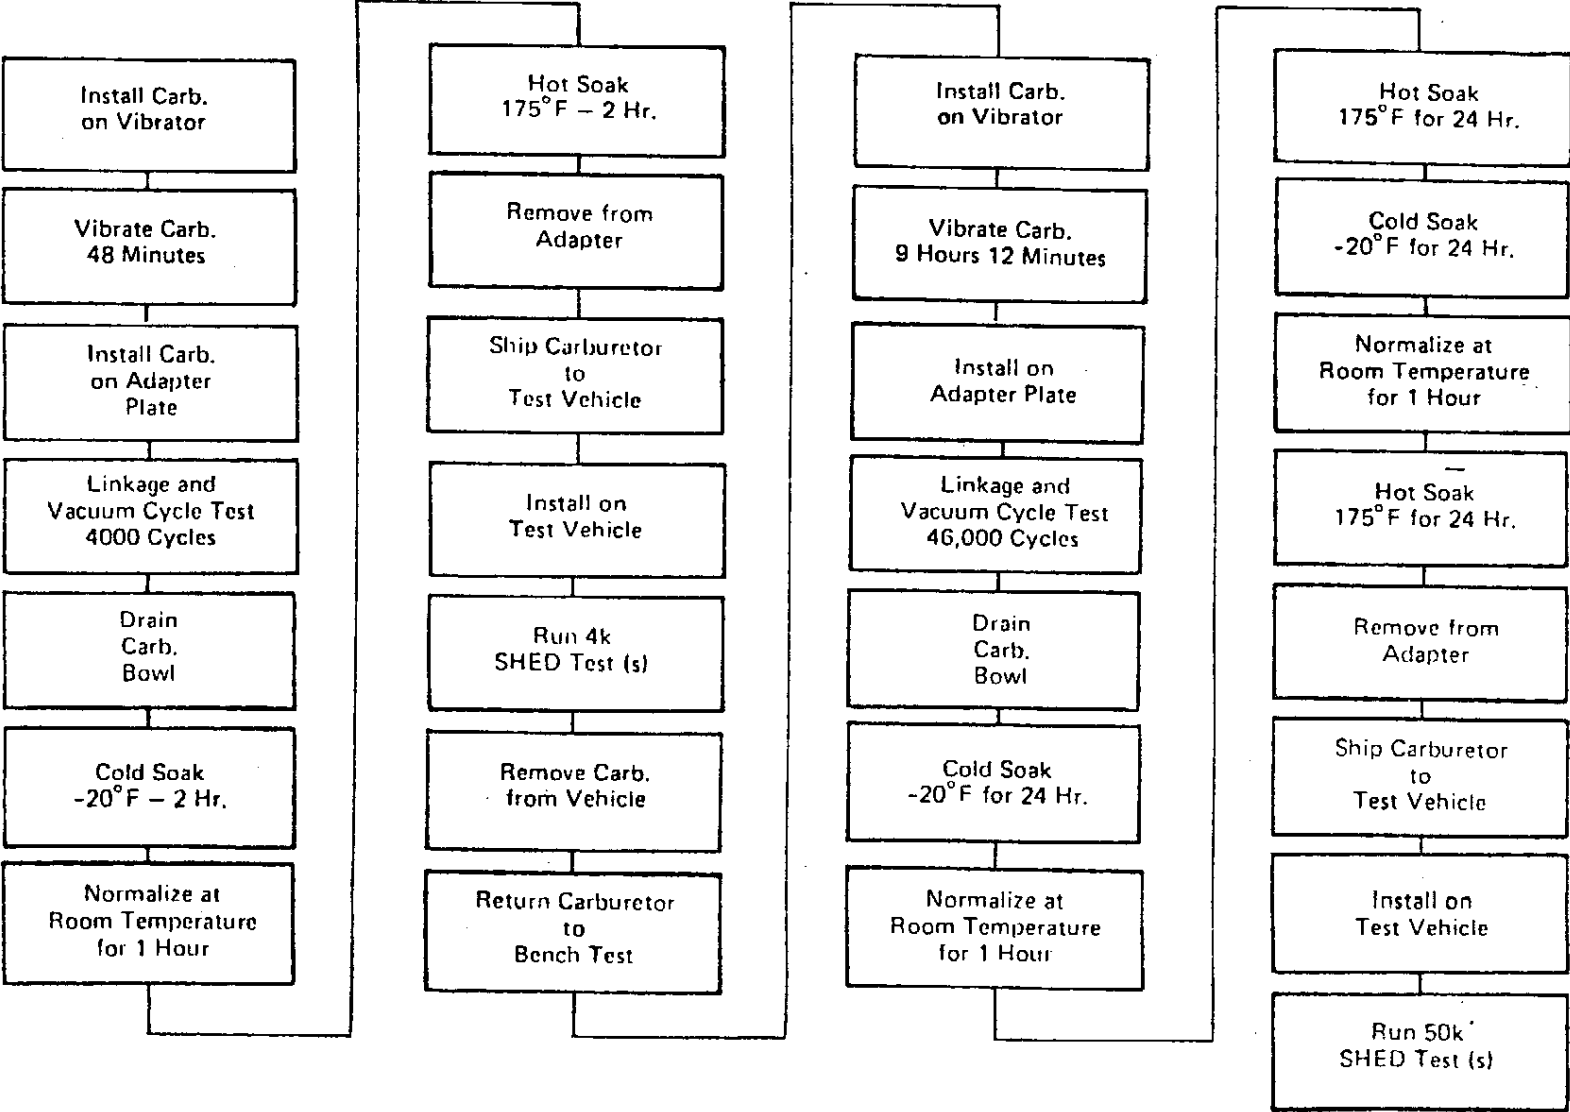 Install Carb.
on Vibrator
Vibrate Carb.
48 Minutes
Install Carb.
on Adapter
Plate
Linkage and
Vacuum Cycle Test
4000 Cycles
Drain
Carb.
Bowl
Cold Soak
-20°F – 2 Hr.
Normalize at
Room Temperature
for 1 Hour
Hot Soak
175°F – 2 Hr.
Remove from
Adapter
Ship Carburetor
to
Test Vehicle
Install on
Test Vehicle
Run 4k
SHED Test (s)
Remove Carb.
from Vehicle
Return Carburetor
to
Bench Test
Install Carb.
on Vibrator
Vibrate Carb.
9 Hours 12 Minutes
Install on
Adapter Plate
Linkage and
Vacuum Cycle Test
46,000 Cycles
Drain
Carb.
Bowl
Cold Soak
-20°F for 24 Hr.
Normalize at
Room Temperature
for 1 Hour
Hot Soak
175°F for 24 Hr.
Cold Soak
-20°F for 24 Hr.
Normalize at
Room Temperature
for 1 Hour
Hot Soak
175°F for 24 Hr.
Remove from
Adapter
Ship Carburetor
to
Test Vehicle
Install on
Test Vehicle
Run 50k
SHED Test (s)